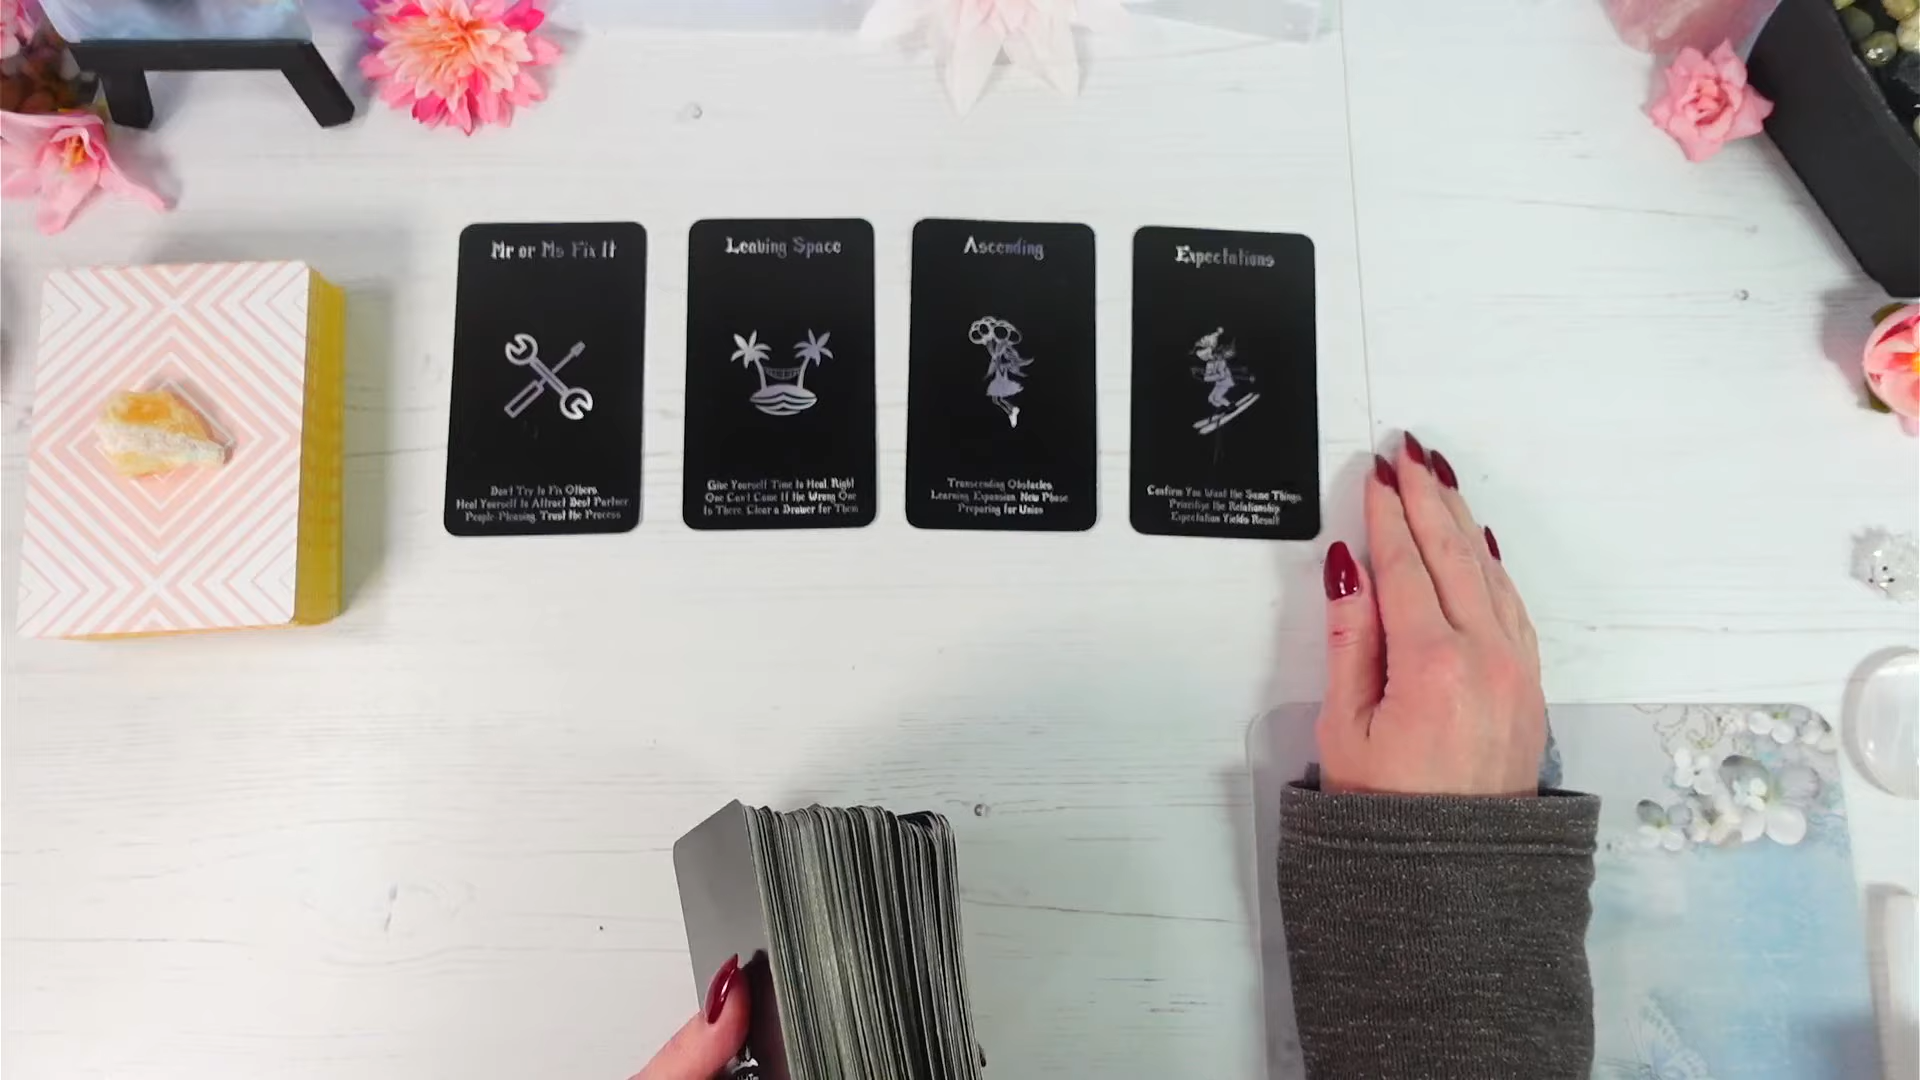 Mr or Ms Fix It
Don't Try to Fix Others
Heal Yourself to Attract Best Partner
People-Pleasing, Trust the Process
Leaving Space
Give Yourself Time to Heal, Right
One Can't Come If the Wrong One
Is There, Clear a Drawer for Them
Ascending
Transcending Obstacles
Learning, Expansion, New Phase
Preparing for Union
Expectations
Confirm You Want the Same Things
Prioritize the Relationship
Expectation Yields Result